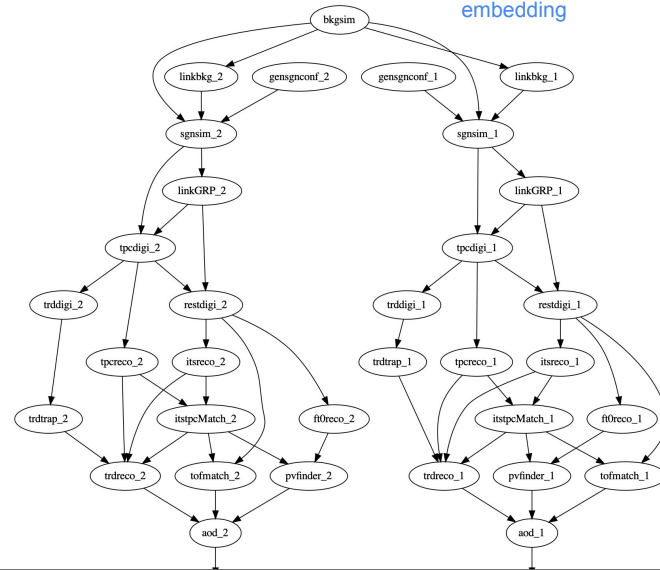 embedding
bkgsim
linkbkg_2 gensgnconf_2 gensgnconf_1 linkbkg_1
sgnsim_2 sgnsim_1
linkGRP_2 linkGRP_1
tpcdigi_2 tpcdigi_1
trddigi_2 restdigi_2 trddigi_1 restdigi_1
tpcreco_2 itsreco_2 trdtrap_1 tpcreco_1 itsreco_1
trdtrap_2 itstpcMatch_2 ft0reco_2 itstpcMatch_1 ft0reco_1
trdreco_2 tofmatch_2 pvfinder_2 trdreco_1 pvfinder_1 tofmatch_1
aod_2 aod_1